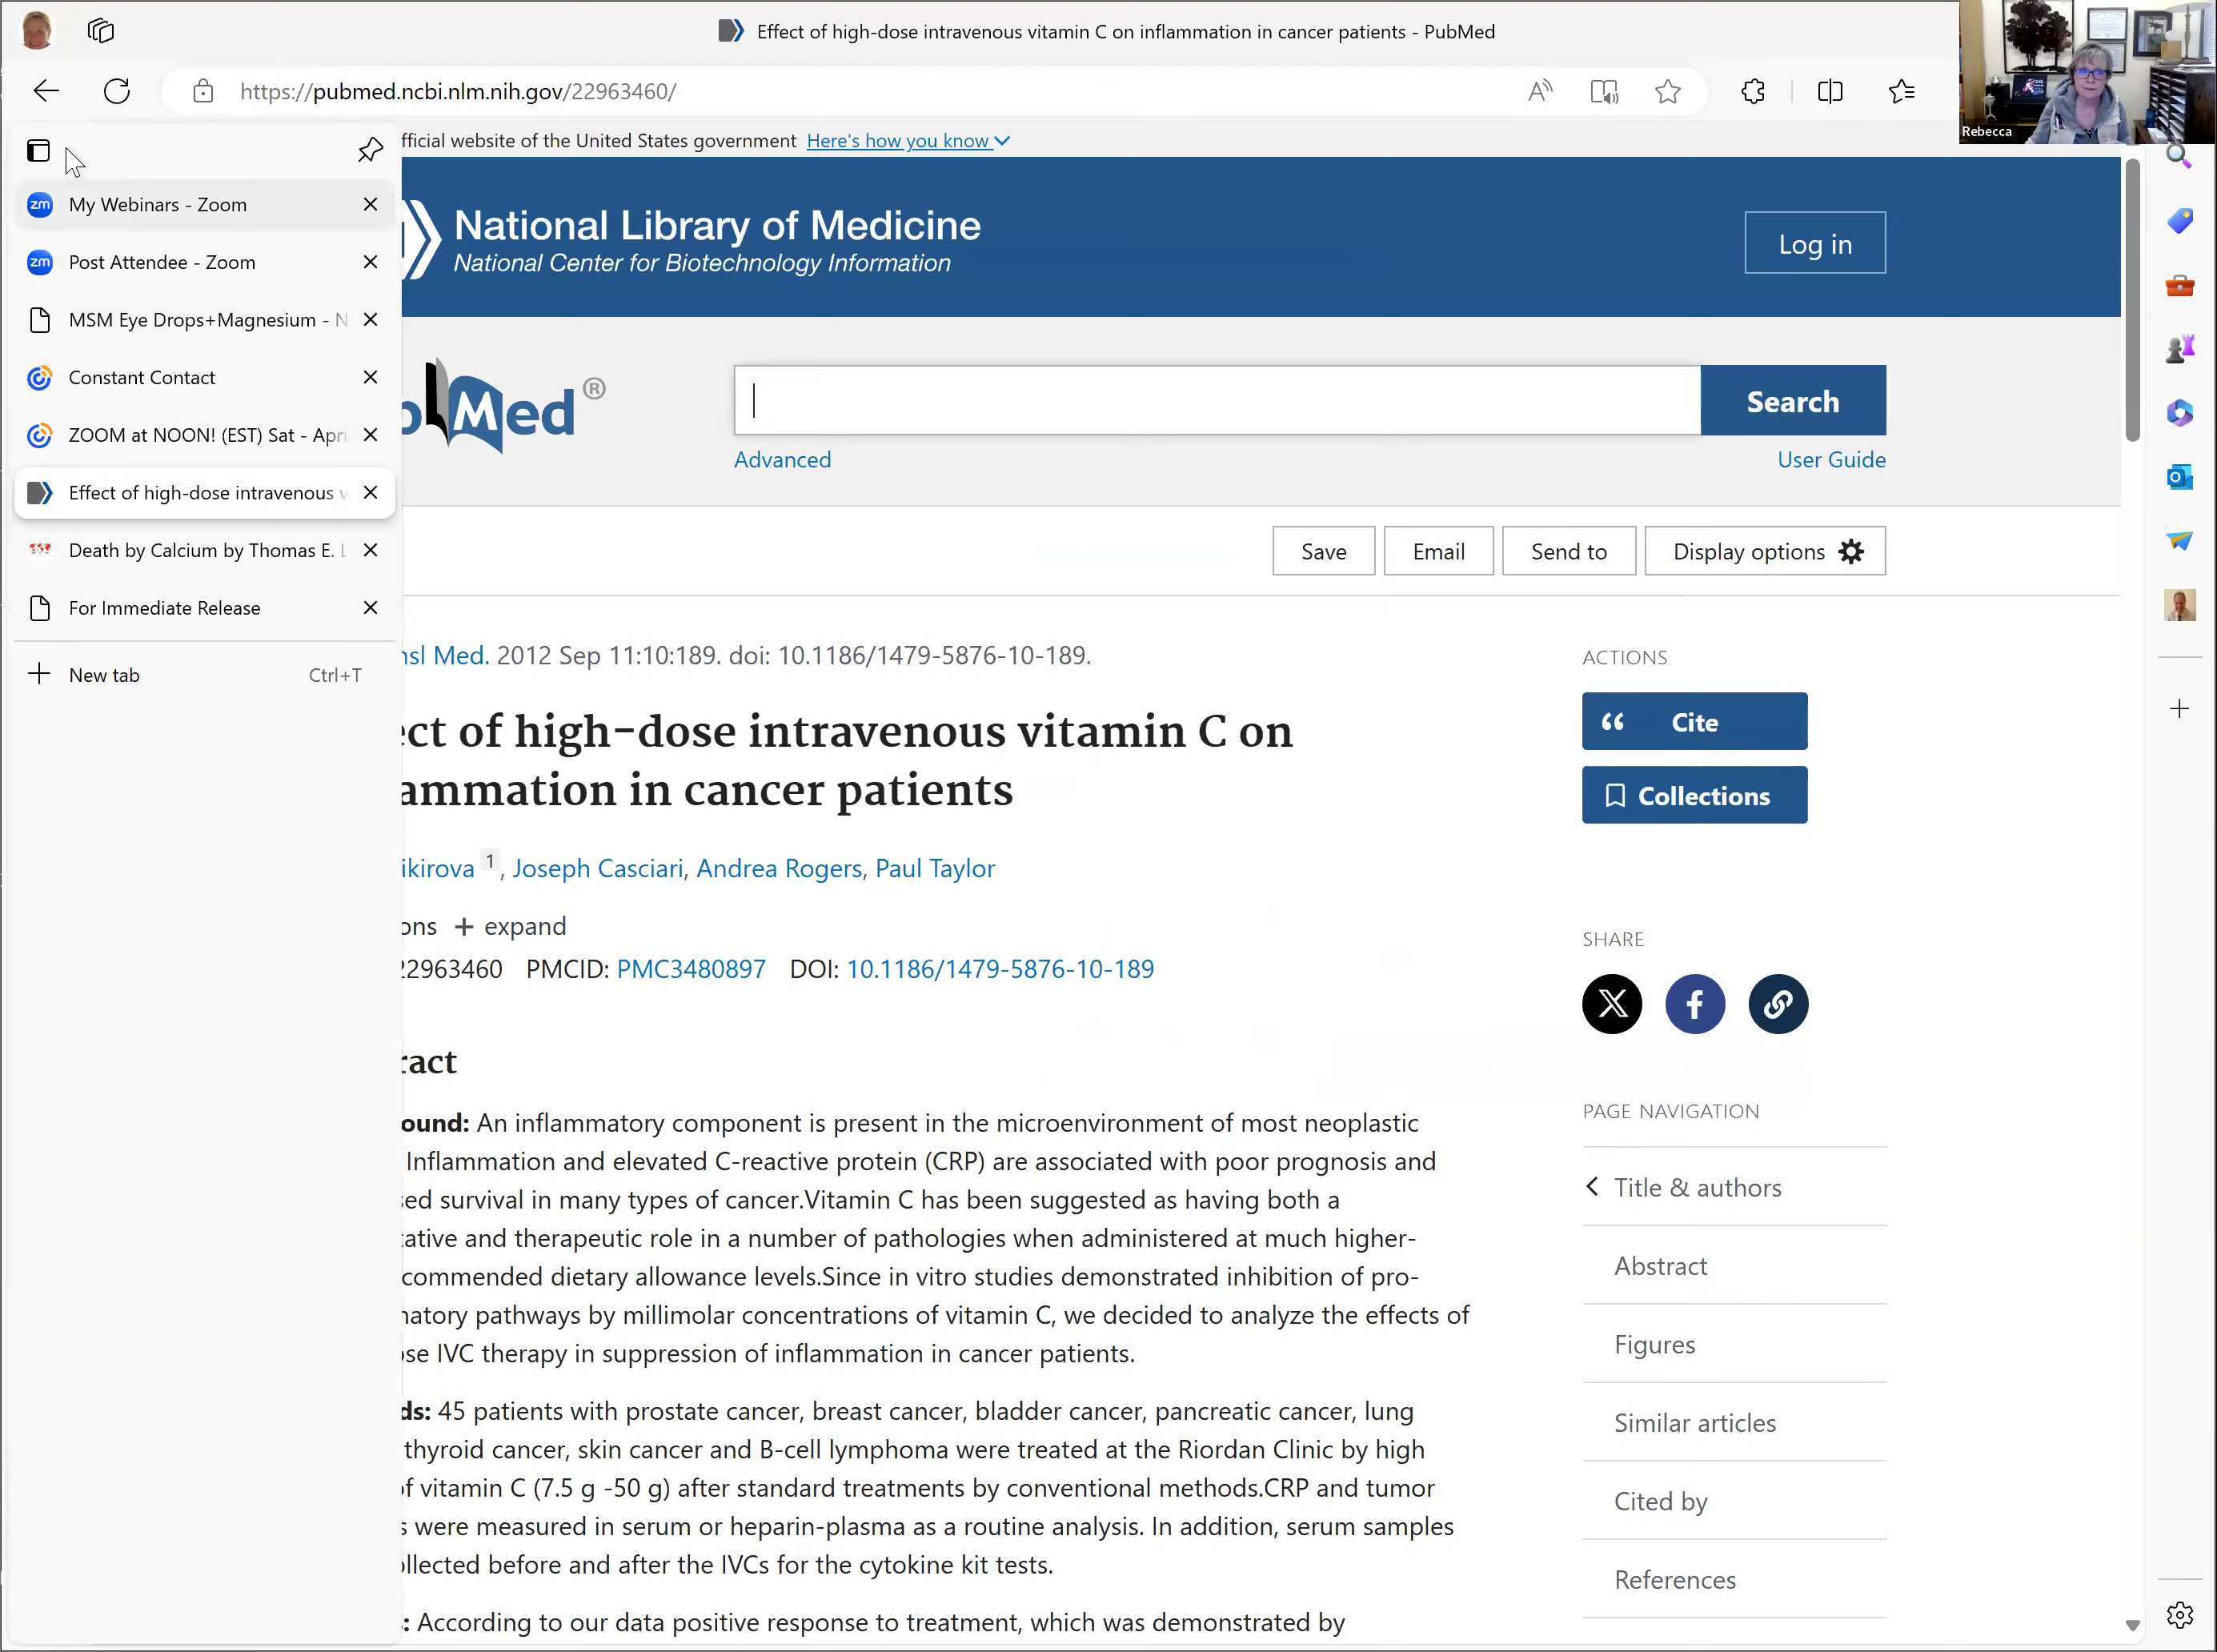 Effect of high-dose intravenous vitamin C on inflammation in cancer patients - PubMed
https://pubmed.ncbi.nlm.nih.gov/22963460/
Rebecca
fficial website of the United States government Here's how you know
My Webinars - Zoom
Post Attendee - Zoom
MSM Eye Drops+Magnesium - N
Constant Contact
ZOOM at NOON! (EST) Sat - Apri
Effect of high-dose intravenous v
Death by Calcium by Thomas E. L
For Immediate Release
New tab Ctrl+T
National Library of Medicine
National Center for Biotechnology Information
Log in
Med®
Search
Advanced
User Guide
Save
Email
Send to
Display options
nsl Med. 2012 Sep 11:10:189. doi: 10.1186/1479-5876-10-189.
ect of high-dose intravenous vitamin C on
ammation in cancer patients
ikirova 1, Joseph Casciari, Andrea Rogers, Paul Taylor
ons + expand
22963460 PMCID: PMC3480897 DOI: 10.1186/1479-5876-10-189
ract
ound: An inflammatory component is present in the microenvironment of most neoplastic
Inflammation and elevated C-reactive protein (CRP) are associated with poor prognosis and
sed survival in many types of cancer.Vitamin C has been suggested as having both a
tative and therapeutic role in a number of pathologies when administered at much higher-
commended dietary allowance levels.Since in vitro studies demonstrated inhibition of pro-
matory pathways by millimolar concentrations of vitamin C, we decided to analyze the effects of
ose IVC therapy in suppression of inflammation in cancer patients.
ds: 45 patients with prostate cancer, breast cancer, bladder cancer, pancreatic cancer, lung
thyroid cancer, skin cancer and B-cell lymphoma were treated at the Riordan Clinic by high
of vitamin C (7.5 g -50 g) after standard treatments by conventional methods.CRP and tumor
s were measured in serum or heparin-plasma as a routine analysis. In addition, serum samples
ollected before and after the IVCs for the cytokine kit tests.
: According to our data positive response to treatment, which was demonstrated by
ACTIONS
Cite
Collections
SHARE
PAGE NAVIGATION
Title & authors
Abstract
Figures
Similar articles
Cited by
References